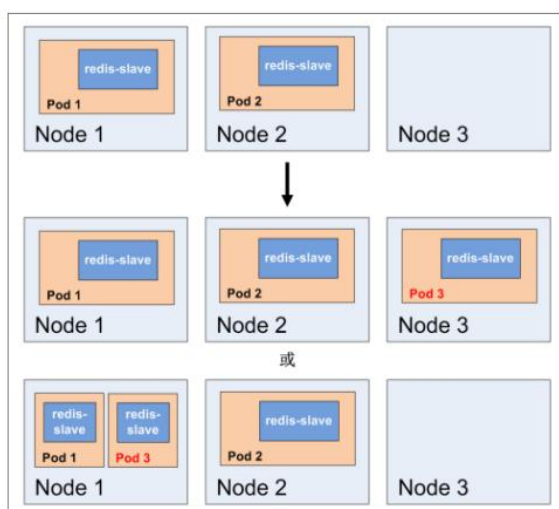 redis-slave
Pod 1
Node 1
redis-slave
Pod 2
Node 2
Node 3
redis-slave
Pod 1
Node 1
redis-slave
Pod 2
Node 2
redis-slave
Pod 3
Node 3
或
redis-
slave
Pod 1
redis-
slave
Pod 3
Node 1
redis-slave
Pod 2
Node 2
Node 3